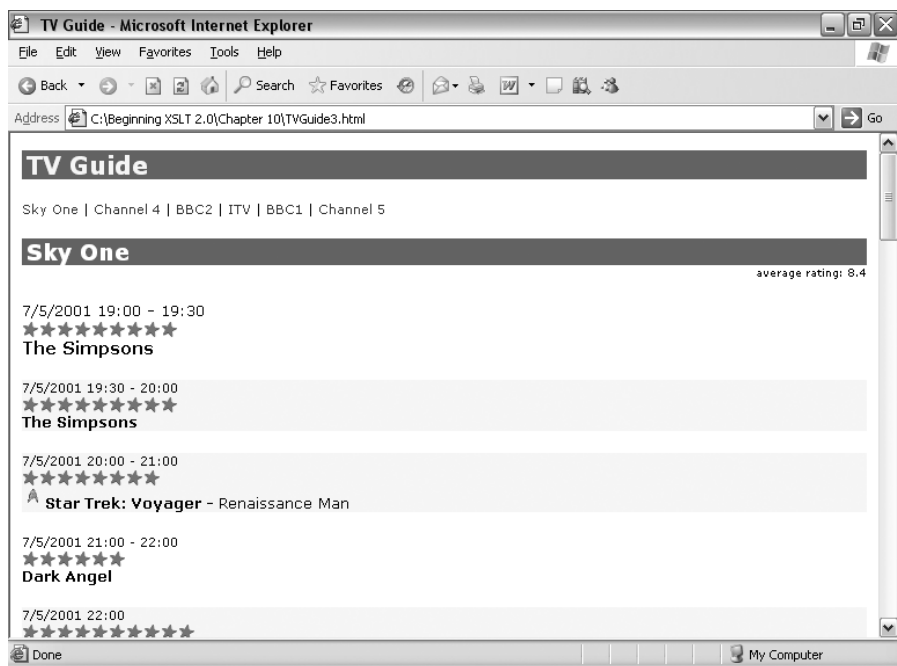 TV Guide - Microsoft Internet Explorer
File Edit View Favorites Tools Help
Back Search Favorites
Address C:\Beginning XSLT 2.0\Chapter 10\TVGuide3.html Go
TV Guide
Sky One | Channel 4 | BBC2 | ITV | BBC1 | Channel 5
Sky One
average rating: 8.4
7/5/2001 19:00 - 19:30
The Simpsons
7/5/2001 19:30 - 20:00
The Simpsons
7/5/2001 20:00 - 21:00
Star Trek: Voyager - Renaissance Man
7/5/2001 21:00 - 22:00
Dark Angel
7/5/2001 22:00
Done My Computer